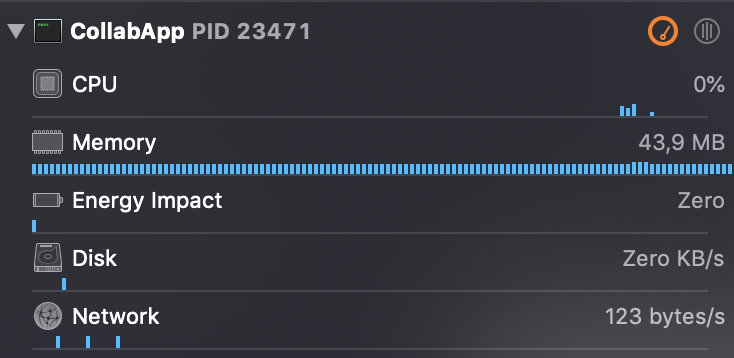 CollabApp PID 23471
CPU 0%
Memory 43,9 MB
Energy Impact Zero
Disk Zero KB/s
Network 123 bytes/s